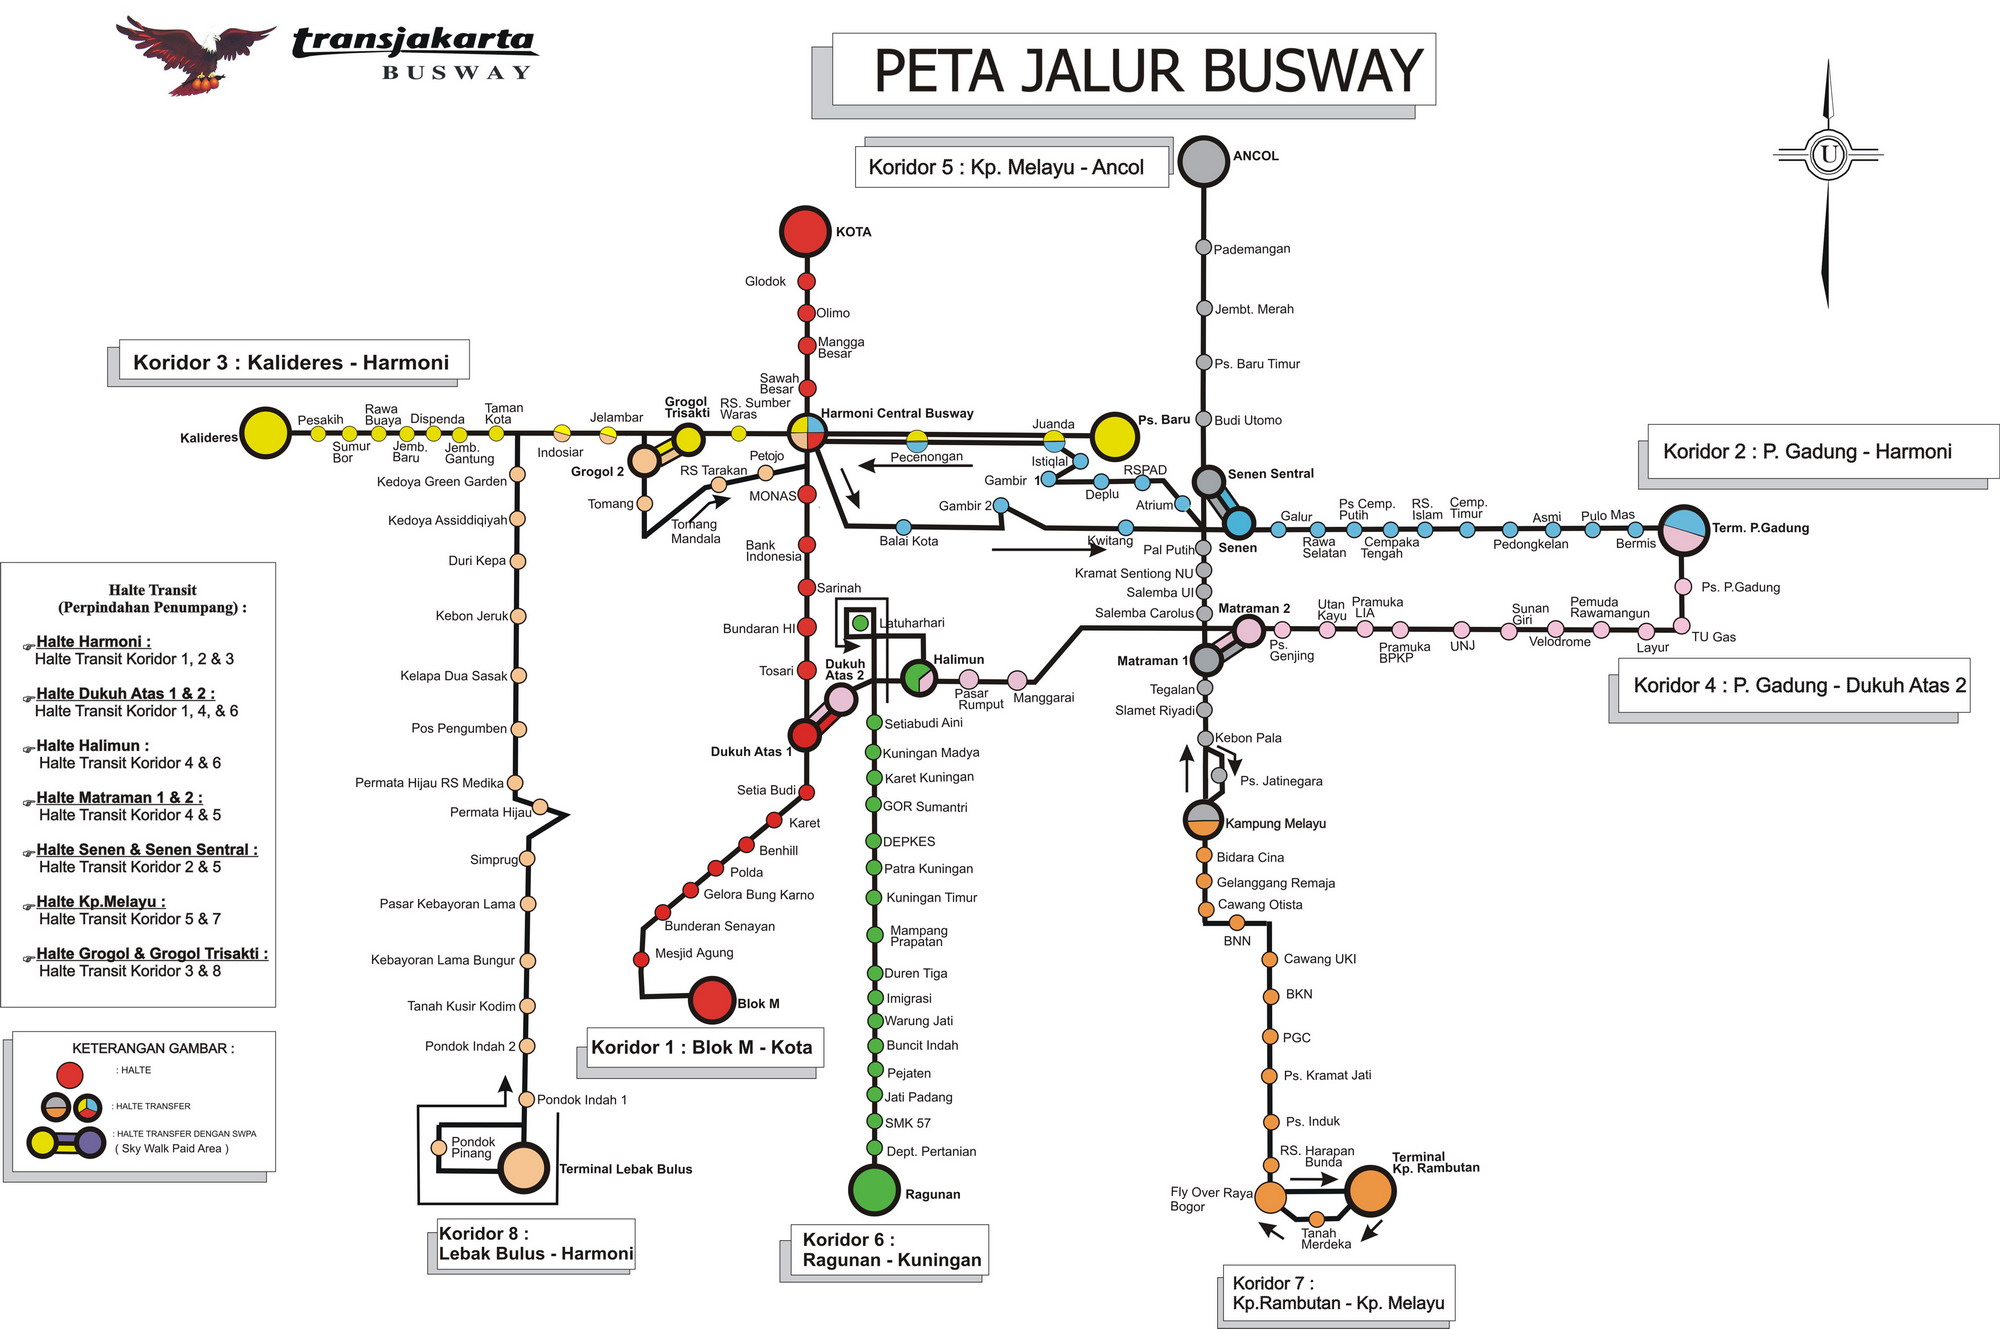 transjakarta
BUSWAY
PETA JALUR BUSWAY
U
Koridor 5 : Kp. Melayu - Ancol
ANCOL
Pademangan
Jembt. Merah
Ps. Baru Timur
Budi Utomo
Senen Sentral
Senen
Pal Putih
Kramat Sentiong NU
Salemba UI
Salemba Carolus
Matraman 2
Matraman 1
Tegalan
Slamet Riyadi
Kebon Pala
Ps. Jatinegara
Kampung Melayu
KOTA
Glodok
Olimo
Mangga
Besar
Sawah
Besar
Harmoni Central Busway
MONAS
Bank
Indonesia
Sarinah
Bundaran HI
Tosari
Dukuh Atas 1
Setia Budi
Karet
Benhill
Polda
Gelora Bung Karno
Bunderan Senayan
Mesjid Agung
Blok M
Koridor 1 : Blok M - Kota
Koridor 3 : Kalideres - Harmoni
Kalideres
Pesakih
Sumur
Bor
Rawa
Buaya
Jemb.
Baru
Dispenda
Jemb.
Gantung
Taman
Kota
Indosiar
Jelambar
Grogol
Trisakti
RS. Sumber
Waras
Grogol 2
Tomang
Tomang
Mandala
RS Tarakan
Petojo
Pecenongan
Juanda
Ps. Baru
Istiqlal
Gambir 1
Deplu
RSPAD
Atrium
Gambir 2
Balai Kota
Kwitang
Koridor 2 : P. Gadung - Harmoni
Galur
Rawa
Selatan
Ps Cemp.
Putih
Cempaka
Tengah
RS.
Islam
Cemp.
Timur
Pedongkelan
Asmi
Pulo Mas
Bermis
Term. P.Gadung
Ps. P.Gadung
TU Gas
Layur
Pemuda
Rawamangun
Velodrome
Sunan
Giri
UNJ
Pramuka
BPKP
Pramuka
LIA
Utan
Kayu
Ps.
Genjing
Manggarai
Pasar
Rumput
Halimun
Dukuh
Atas 2
Koridor 4 : P. Gadung - Dukuh Atas 2
Latuharhari
Setiabudi Aini
Kuningan Madya
Karet Kuningan
GOR Sumantri
DEPKES
Patra Kuningan
Kuningan Timur
Mampang
Prapatan
Duren Tiga
Imigrasi
Warung Jati
Buncit Indah
Pejaten
Jati Padang
SMK 57
Dept. Pertanian
Ragunan
Koridor 6 :
Ragunan - Kuningan
Bidara Cina
Gelanggang Remaja
Cawang Otista
BNN
Cawang UKI
BKN
PGC
Ps. Kramat Jati
Ps. Induk
RS. Harapan
Bunda
Fly Over Raya
Bogor
Tanah
Merdeka
Terminal
Kp. Rambutan
Koridor 7 :
Kp.Rambutan - Kp. Melayu
Kedoya Green Garden
Kedoya Assiddiqiyah
Duri Kepa
Kebon Jeruk
Kelapa Dua Sasak
Pos Pengumben
Permata Hijau RS Medika
Permata Hijau
Simprug
Pasar Kebayoran Lama
Kebayoran Lama Bungur
Tanah Kusir Kodim
Pondok Indah 2
Pondok Indah 1
Pondok
Pinang
Terminal Lebak Bulus
Koridor 8 :
Lebak Bulus - Harmoni
Halte Transit
(Perpindahan Penumpang) :
Halte Harmoni :
Halte Transit Koridor 1, 2 & 3
Halte Dukuh Atas 1 & 2 :
Halte Transit Koridor 1, 4, & 6
Halte Halimun :
Halte Transit Koridor 4 & 6
Halte Matraman 1 & 2 :
Halte Transit Koridor 4 & 5
Halte Senen & Senen Sentral :
Halte Transit Koridor 2 & 5
Halte Kp.Melayu :
Halte Transit Koridor 5 & 7
Halte Grogol & Grogol Trisakti :
Halte Transit Koridor 3 & 8
KETERANGAN GAMBAR :
: HALTE
: HALTE TRANSFER
: HALTE TRANSFER DENGAN SWPA
( Sky Walk Paid Area )